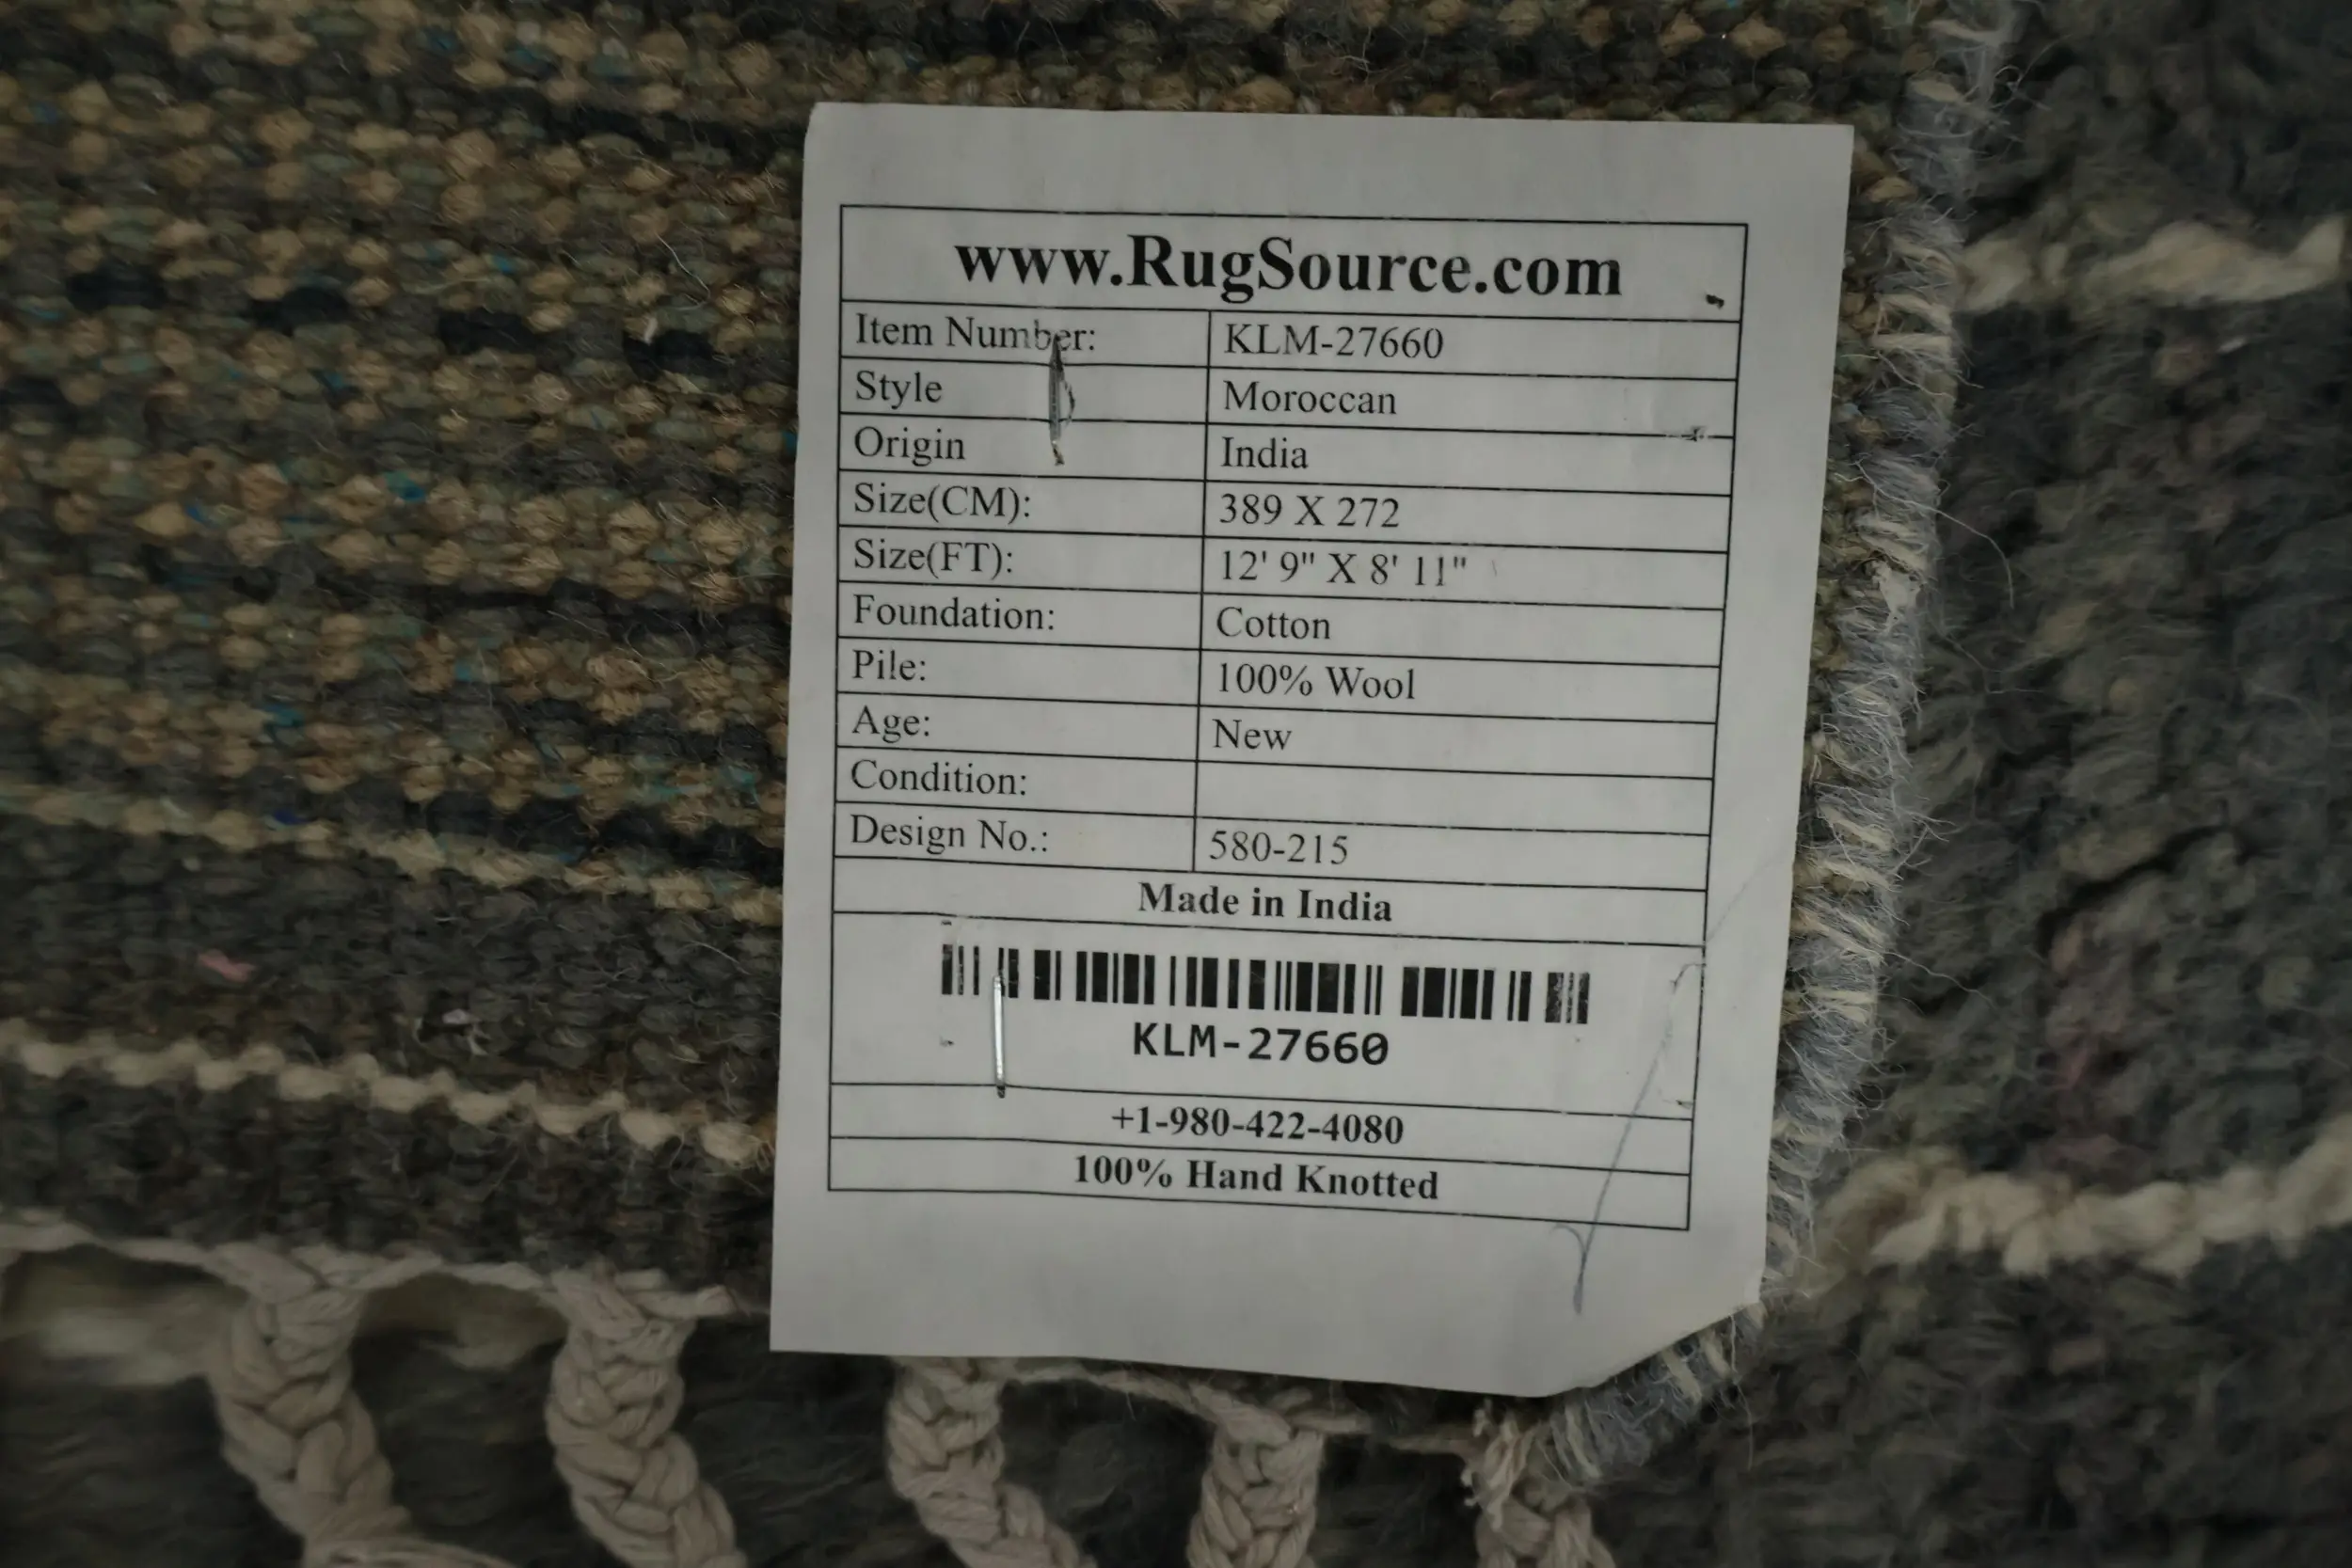 www.RugSource.com
Item Number: KLM-27660
Style Moroccan
Origin India
Size(CM): 389 X 272
Size(FT): 12' 9" X 8' 11"
Foundation: Cotton
Pile: 100% Wool
Age: New
Condition:
Design No.: 580-215
Made in India
KLM-27660
+1-980-422-4080
100% Hand Knotted